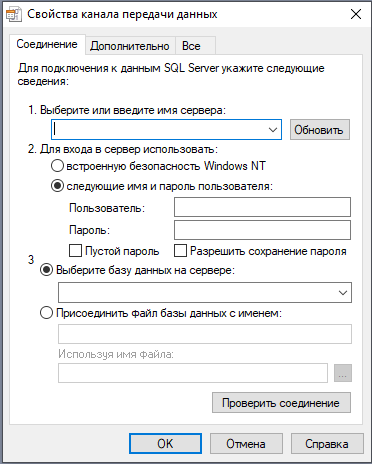 Свойства канала передачи данных
Соединение Дополнительно Все
Для подключения к данным SQL Server укажите следующие
сведения:
1. Выберите или введите имя сервера:
Обновить
2. Для входа в сервер использовать:
встроенную безопасность Windows NT
следующие имя и пароль пользователя:
Пользователь:
Пароль:
Пустой пароль Разрешить сохранение пароля
3
Выберите базу данных на сервере:
Присоединить файл базы данных с именем:
Используя имя файла:
...
Проверить соединение
OK Отмена Справка